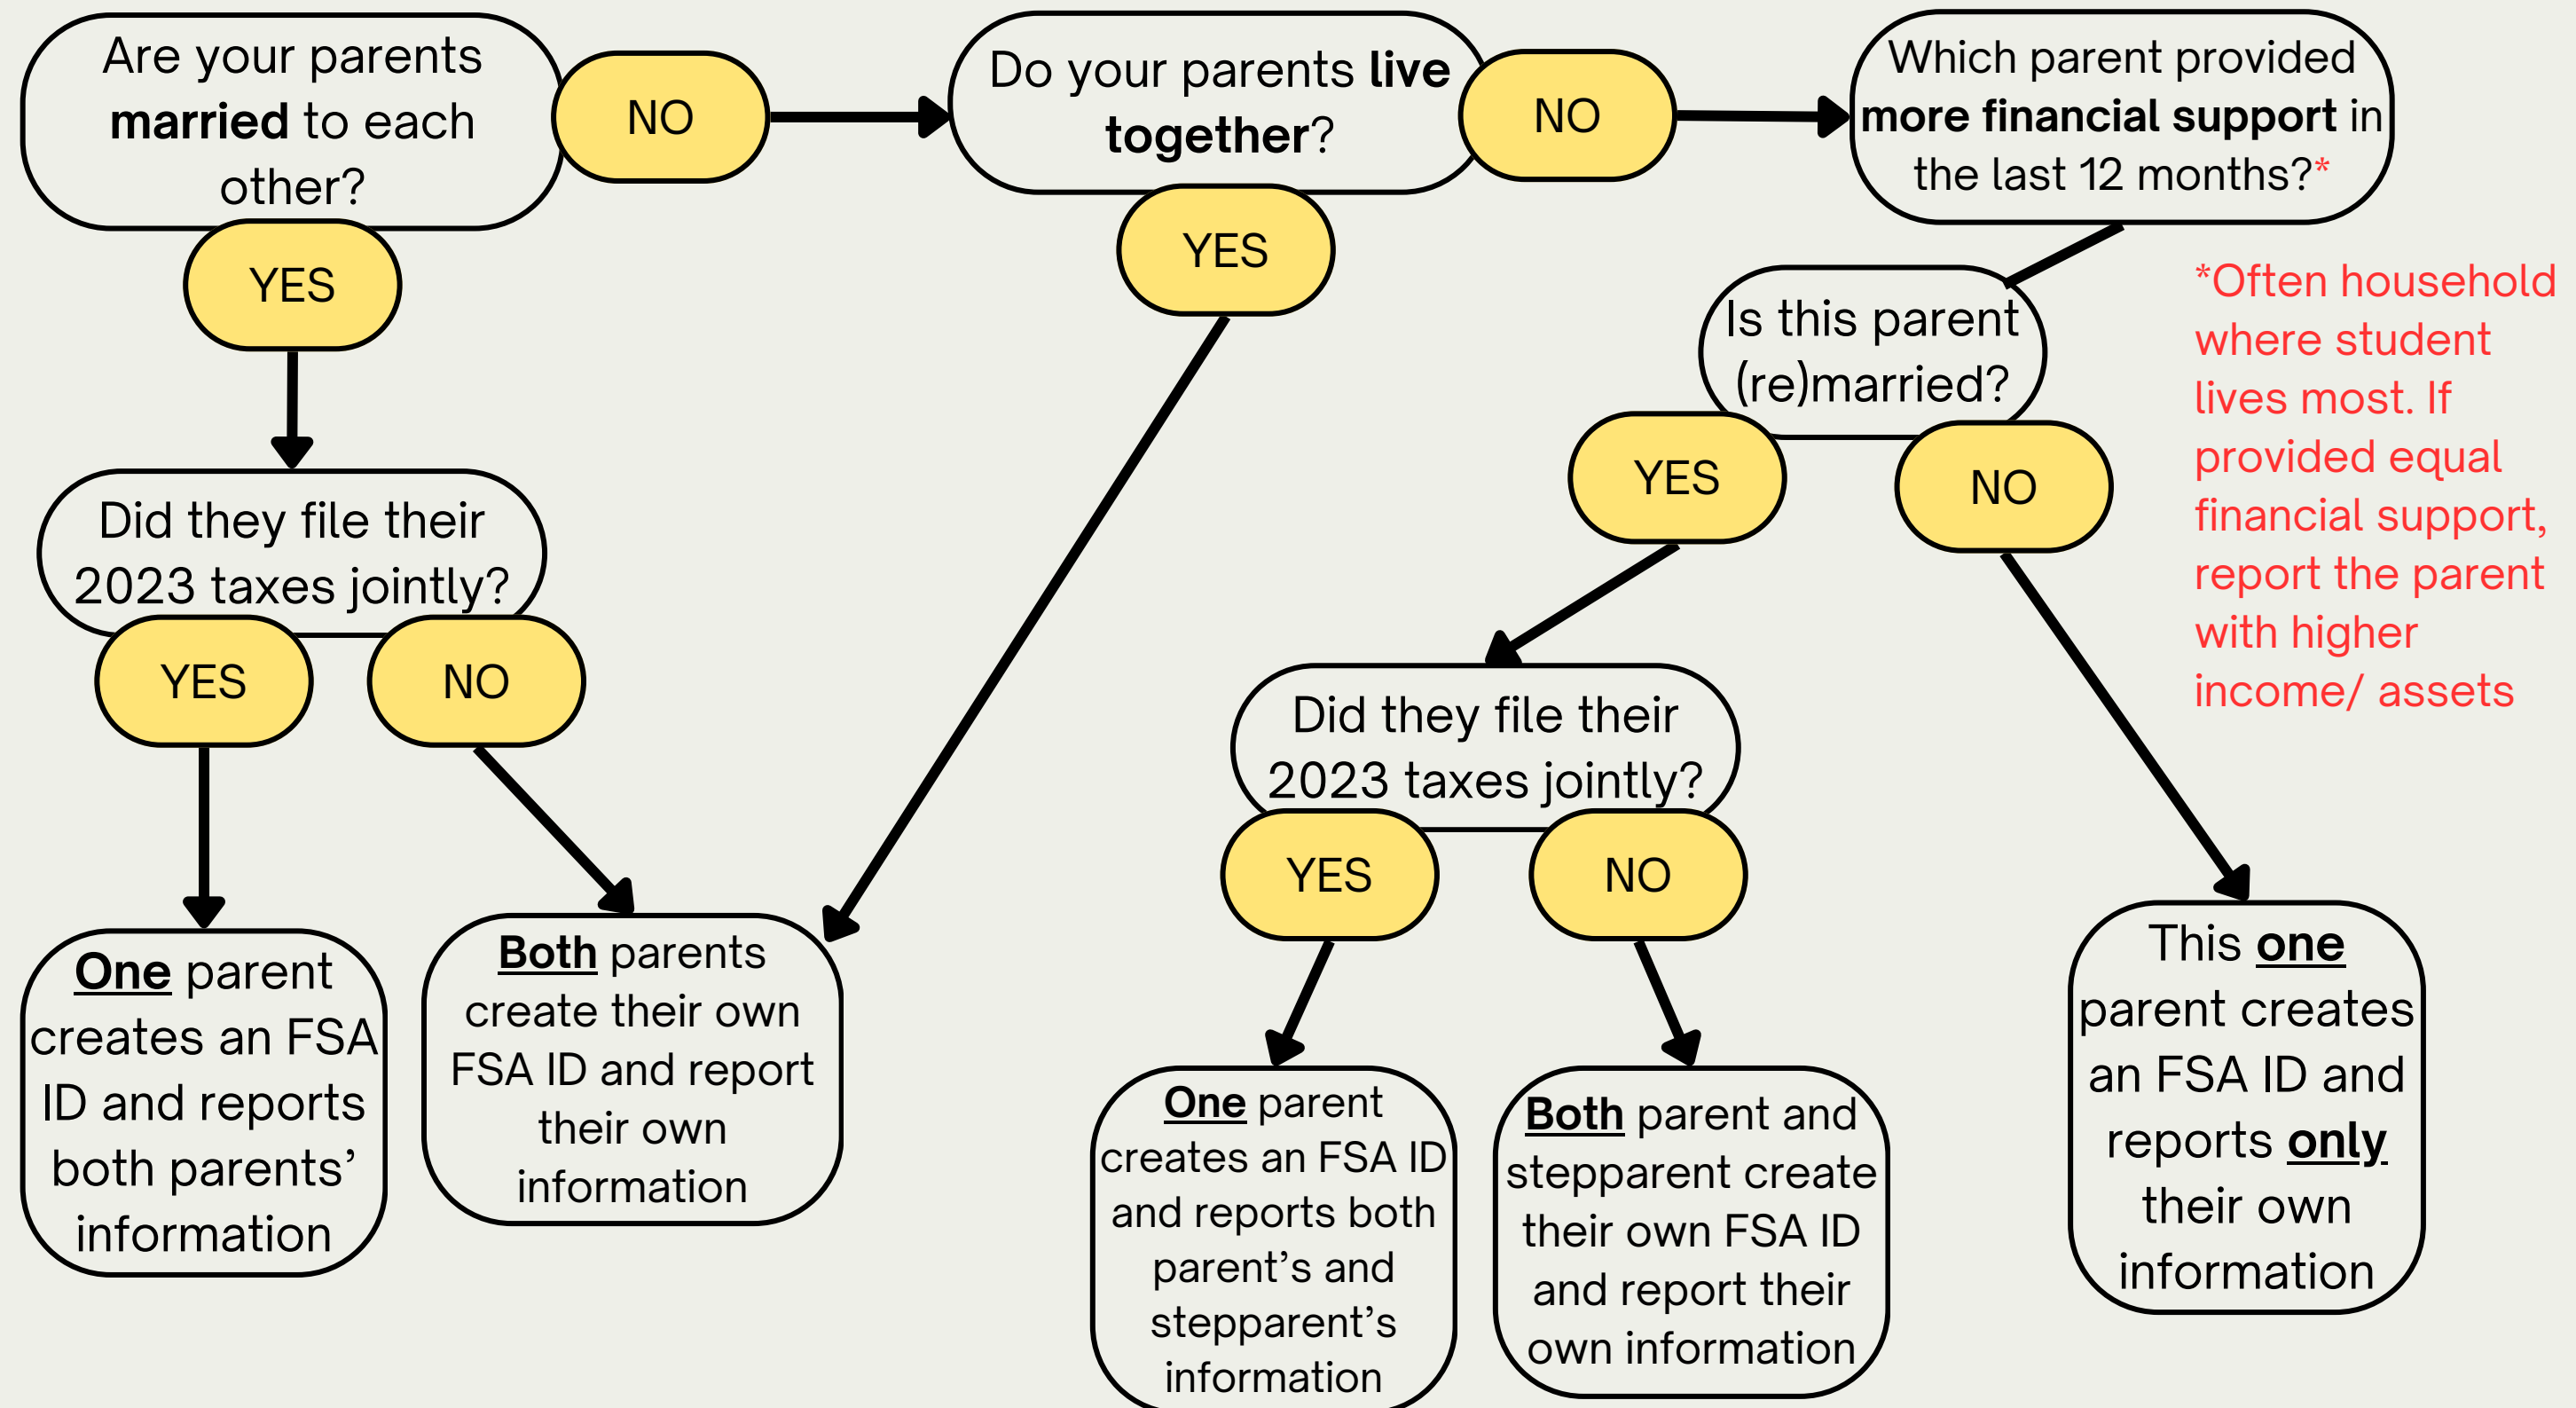 Are your parents
married to each
other?
NO
YES
Do your parents live
together?
NO
YES
Which parent provided
more financial support in
the last 12 months?*
*Often household
where student
lives most. If
provided equal
financial support,
report the parent
with higher
income/ assets
Is this parent
(re)married?
YES
NO
Did they file their
2023 taxes jointly?
YES
NO
Did they file their
2023 taxes jointly?
YES
NO
One parent
creates an FSA
ID and reports
both parents’
information
Both parents
create their own
FSA ID and report
their own
information
One parent
creates an FSA ID
and reports both
parent’s and
stepparent’s
information
Both parent and
stepparent create
their own FSA ID
and report their
own information
This one
parent creates
an FSA ID and
reports only
their own
information